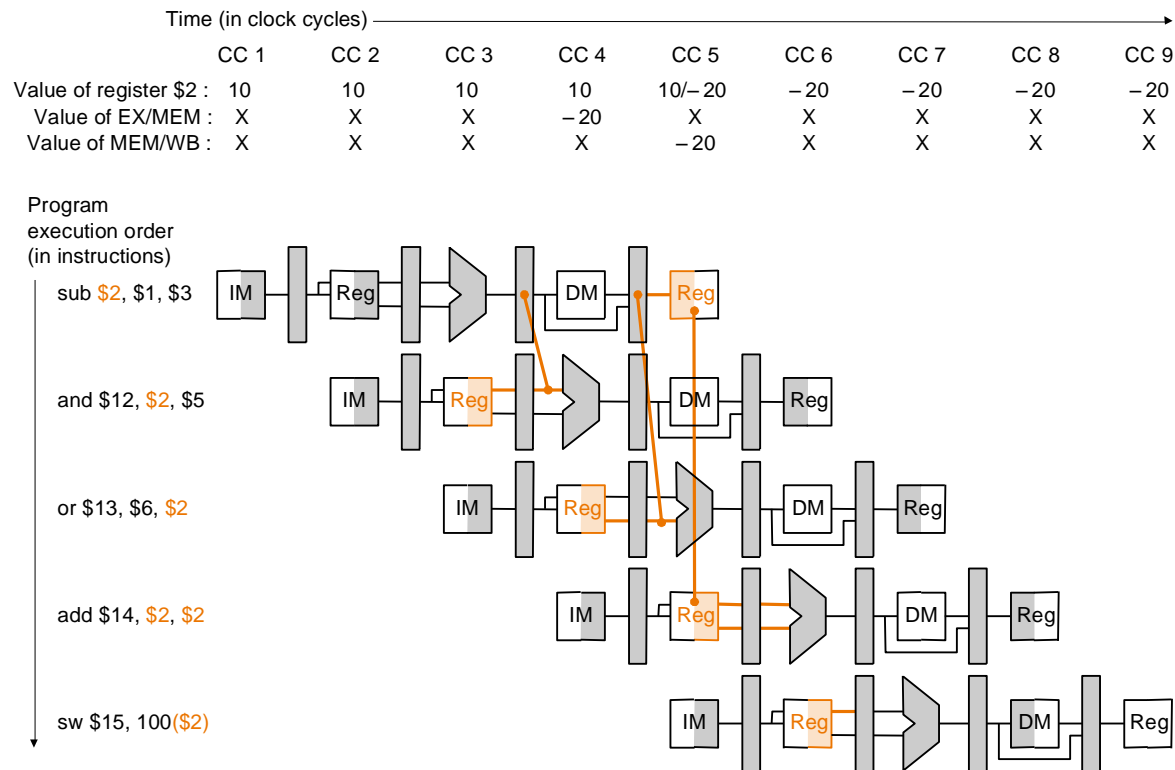 Time (in clock cycles)
CC 1 CC 2 CC 3 CC 4 CC 5 CC 6 CC 7 CC 8 CC 9
Value of register $2 : 10 10 10 10 10/– 20 – 20 – 20 – 20 – 20
Value of EX/MEM : X X X – 20 X X X X X
Value of MEM/WB : X X X X – 20 X X X X
Program
execution order
(in instructions)
sub $2, $1, $3 IM Reg DM Reg
and $12, $2, $5 IM Reg DM Reg
or $13, $6, $2 IM Reg DM Reg
add $14, $2, $2 IM Reg DM Reg
sw $15, 100($2) IM Reg DM Reg